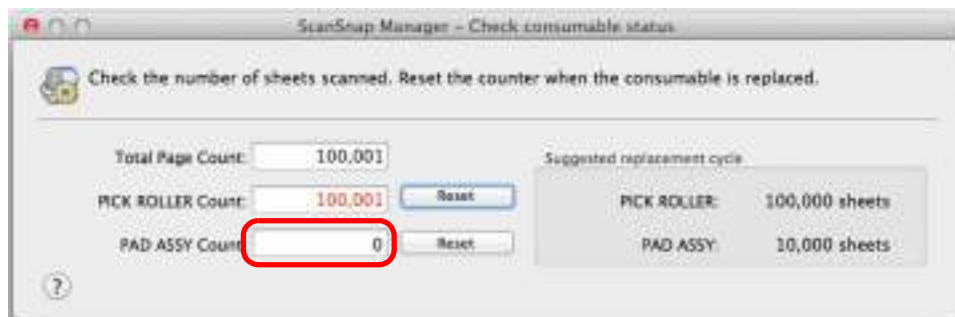 ScanSnap Manager – Check consumable status
Check the number of sheets scanned. Reset the counter when the consumable is replaced.
Total Page Count: 100,001
Suggested replacement cycle
PICK ROLLER Count: 100,001 Reset
PICK ROLLER: 100,000 sheets
PAD ASSY Count 0 Reset
PAD ASSY: 10,000 sheets
?